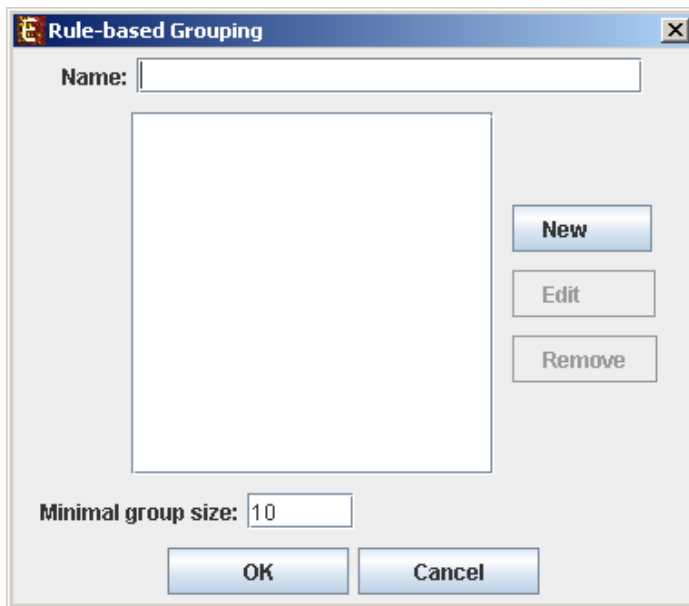 Rule-based Grouping
Name:
New
Edit
Remove
Minimal group size: 10
OK Cancel